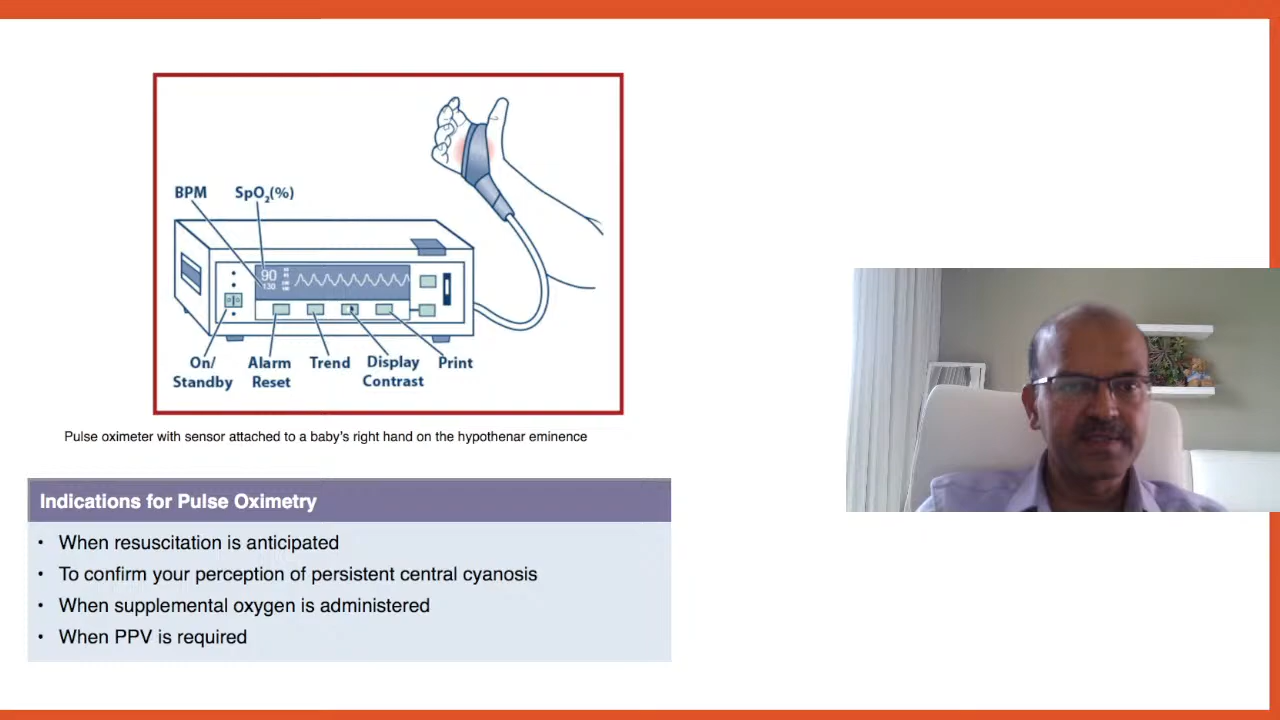 BPM SpO₂(%)
90
130
On/ Standby
Alarm Reset
Trend
Display Contrast
Print
Pulse oximeter with sensor attached to a baby's right hand on the hypothenar eminence
Indications for Pulse Oximetry
• When resuscitation is anticipated
• To confirm your perception of persistent central cyanosis
• When supplemental oxygen is administered
• When PPV is required